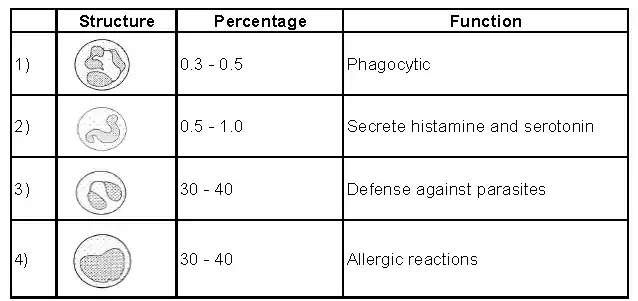 Structure Percentage Function
1) 0.3 - 0.5 Phagocytic
2) 0.5 - 1.0 Secrete histamine and serotonin
3) 30 - 40 Defense against parasites
4) 30 - 40 Allergic reactions